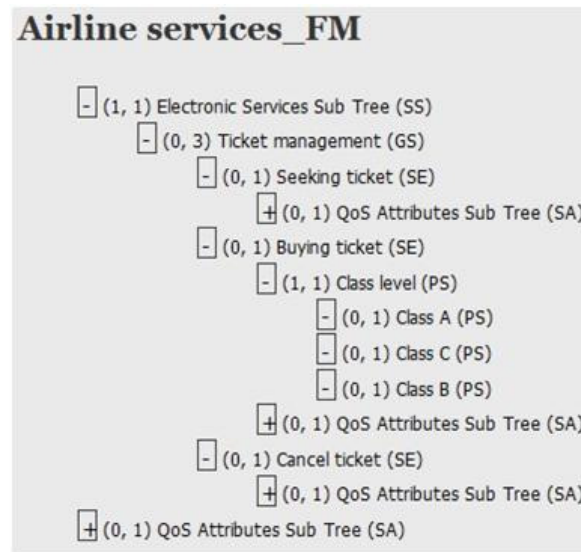 Airline services_FM
- (1, 1) Electronic Services Sub Tree (SS)
- (0, 3) Ticket management (GS)
- (0, 1) Seeking ticket (SE)
+ (0, 1) QoS Attributes Sub Tree (SA)
- (0, 1) Buying ticket (SE)
- (1, 1) Class level (PS)
- (0, 1) Class A (PS)
- (0, 1) Class C (PS)
- (0, 1) Class B (PS)
+ (0, 1) QoS Attributes Sub Tree (SA)
- (0, 1) Cancel ticket (SE)
+ (0, 1) QoS Attributes Sub Tree (SA)
+ (0, 1) QoS Attributes Sub Tree (SA)